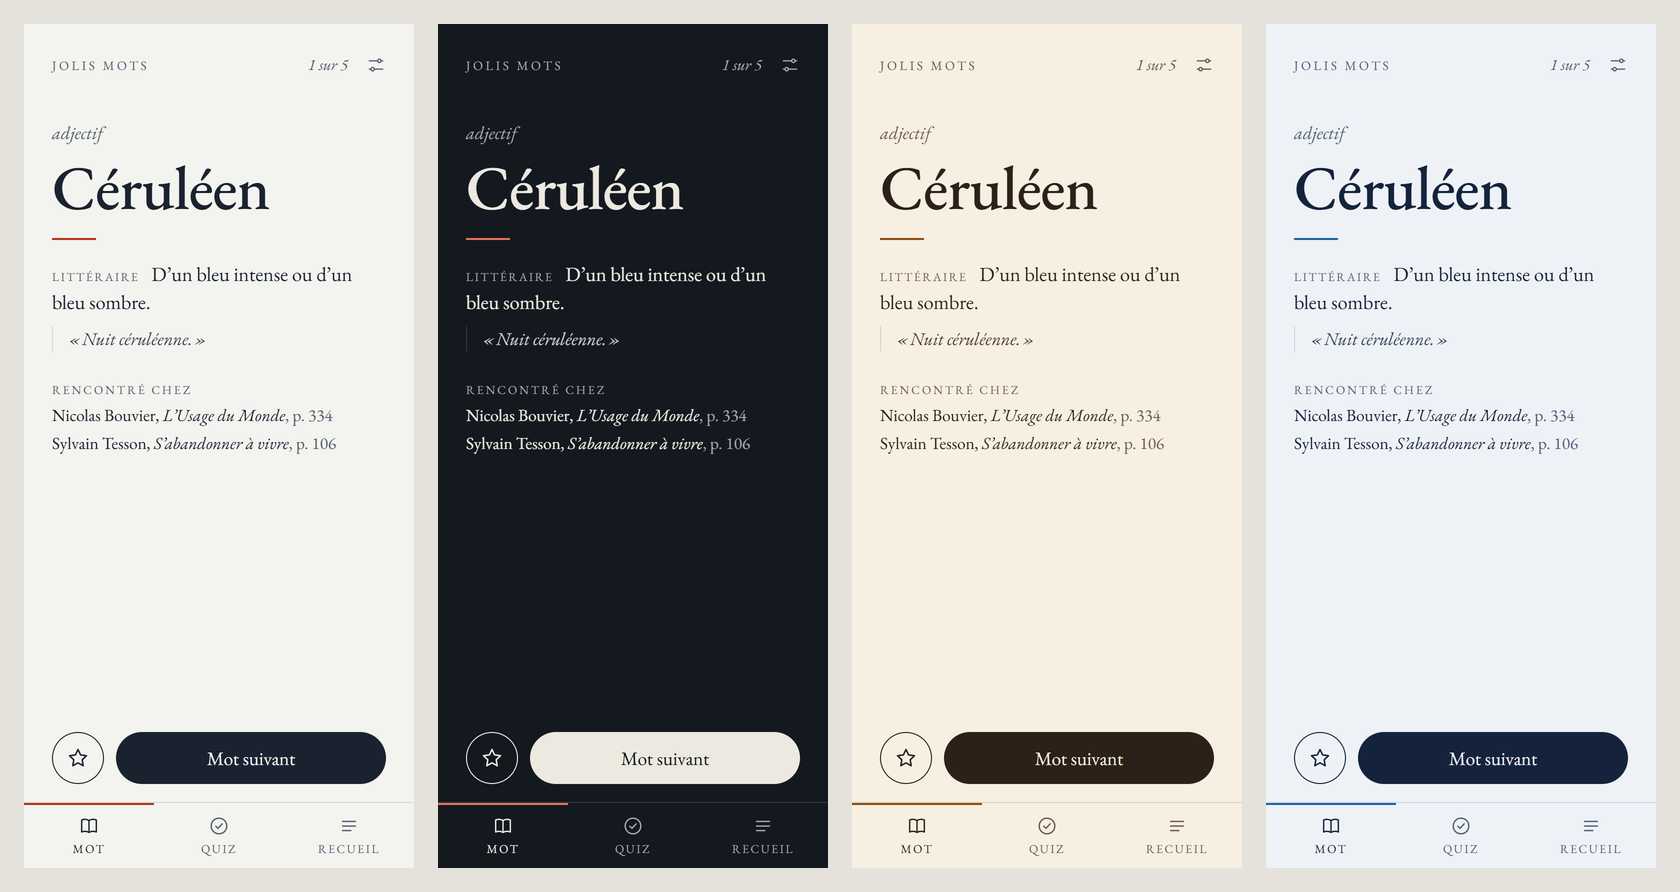 JOLIS MOTS
1 sur 5
adjectif
Céruléen
LITTÉRAIRE D’un bleu intense ou d’un
bleu sombre.
« Nuit céruléenne. »
RENCONTRÉ CHEZ
Nicolas Bouvier, L’Usage du Monde, p. 334
Sylvain Tesson, S’abandonner à vivre, p. 106
Mot suivant
MOT
QUIZ
RECUEIL
JOLIS MOTS
1 sur 5
adjectif
Céruléen
LITTÉRAIRE D’un bleu intense ou d’un
bleu sombre.
« Nuit céruléenne. »
RENCONTRÉ CHEZ
Nicolas Bouvier, L’Usage du Monde, p. 334
Sylvain Tesson, S’abandonner à vivre, p. 106
Mot suivant
MOT
QUIZ
RECUEIL
JOLIS MOTS
1 sur 5
adjectif
Céruléen
LITTÉRAIRE D’un bleu intense ou d’un
bleu sombre.
« Nuit céruléenne. »
RENCONTRÉ CHEZ
Nicolas Bouvier, L’Usage du Monde, p. 334
Sylvain Tesson, S’abandonner à vivre, p. 106
Mot suivant
MOT
QUIZ
RECUEIL
JOLIS MOTS
1 sur 5
adjectif
Céruléen
LITTÉRAIRE D’un bleu intense ou d’un
bleu sombre.
« Nuit céruléenne. »
RENCONTRÉ CHEZ
Nicolas Bouvier, L’Usage du Monde, p. 334
Sylvain Tesson, S’abandonner à vivre, p. 106
Mot suivant
MOT
QUIZ
RECUEIL